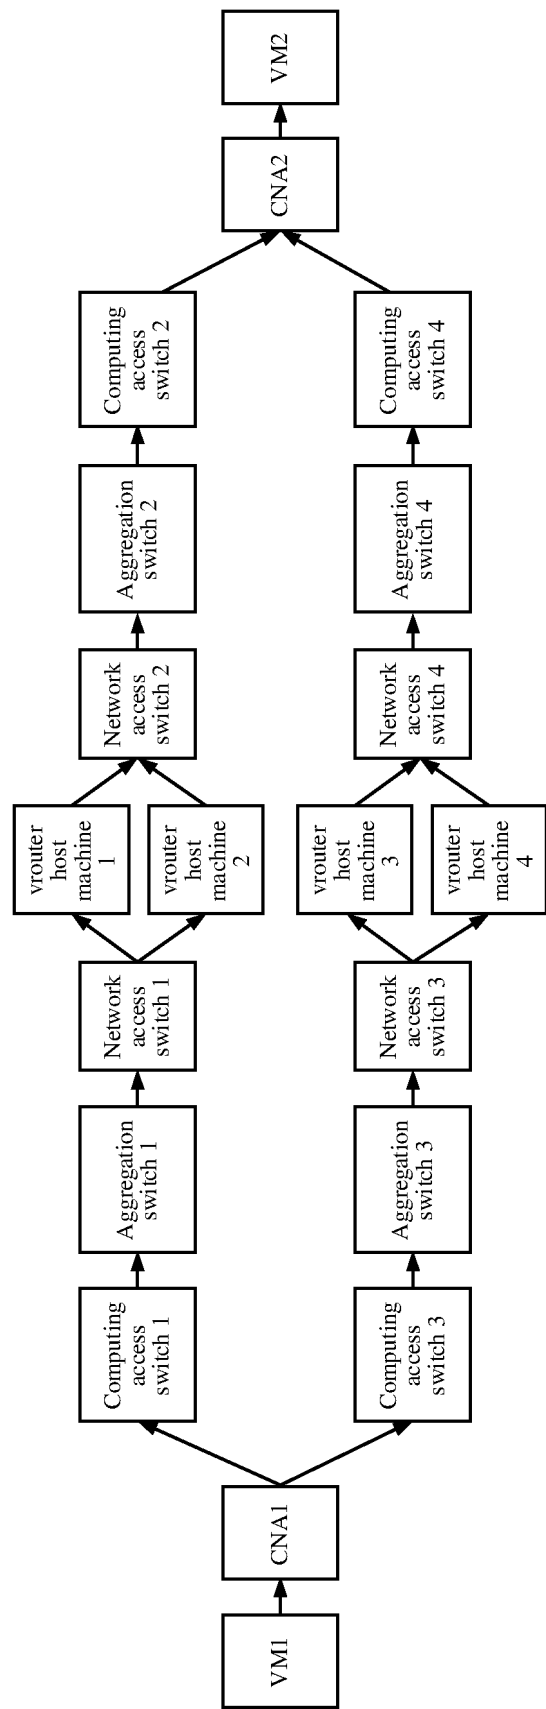 VM1
CNA1
Computing
access
switch 1
Aggregation
switch 1
Network
access
switch 1
vrouter
host
machine
1
vrouter
host
machine
2
Network
access
switch 2
Aggregation
switch 2
Computing
access
switch 2
Computing
access
switch 3
Aggregation
switch 3
Network
access
switch 3
vrouter
host
machine
3
vrouter
host
machine
4
Network
access
switch 4
Aggregation
switch 4
Computing
access
switch 4
CNA2
VM2